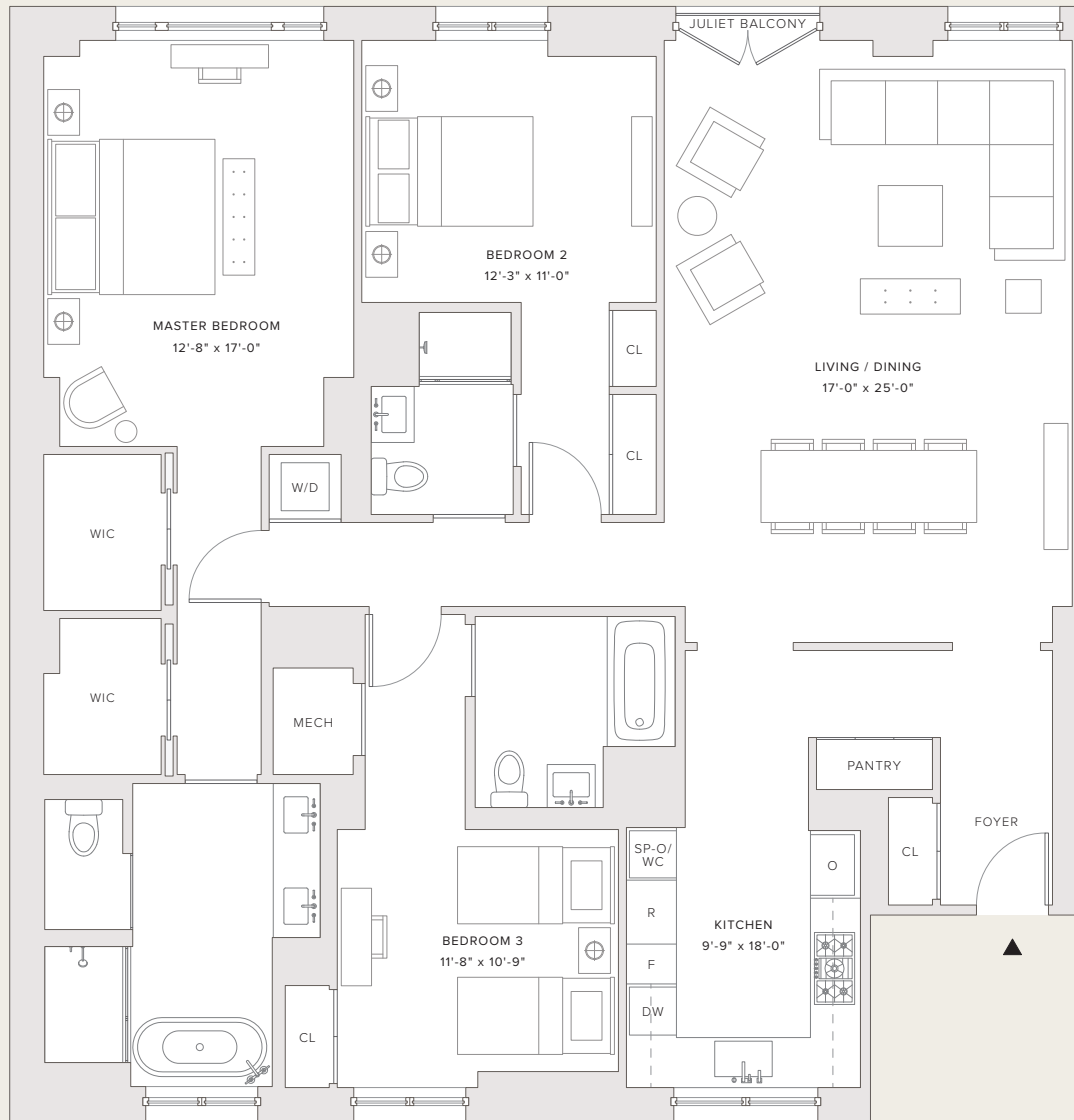 JULIET BALCONY
BEDROOM 2
12'-3" x 11'-0"
MASTER BEDROOM
12'-8" x 17'-0"
CL
LIVING / DINING
17'-0" x 25'-0"
CL
W/D
WIC
WIC
MECH
PANTRY
FOYER
SP-O/
WC
CL
O
R
KITCHEN
9'-9" x 18'-0"
BEDROOM 3
11'-8" x 10'-9"
F
DW
CL